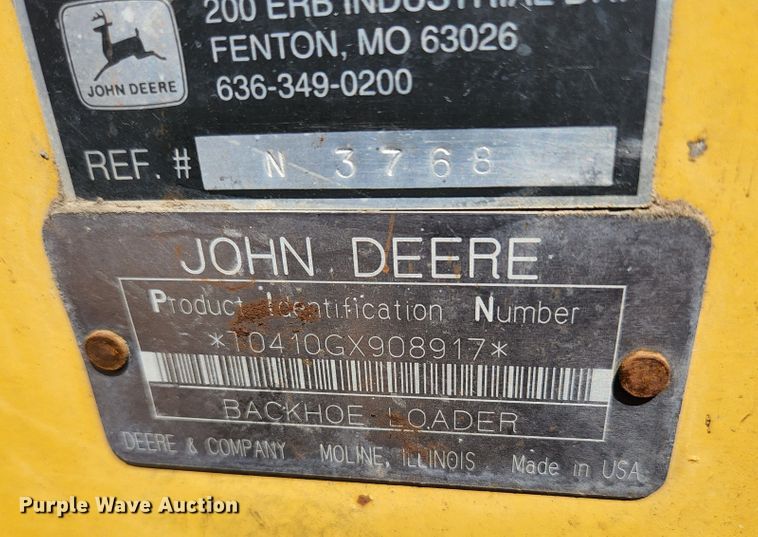 200 ERB INDUSTRIAL
FENTON, MO 63026
JOHN DEERE
636-349-0200
REF. # N 3768
JOHN DEERE
Product Identification Number
*T0410GX908917*
BACKHOE LOADER
DEERE & COMPANY MOLINE, ILLINOIS Made in USA
Purple Wave Auction